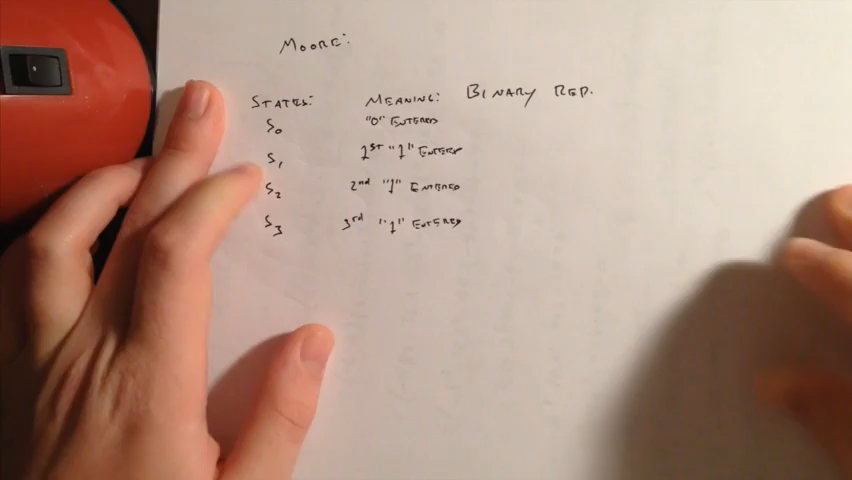 MOORE:
STATES: MEANING: BINARY REP.
S0 "0" ENTERED
S1 1ST "1" ENTERED
S2 2nd "1" ENTERED
S3 3rd "1" ENTERED